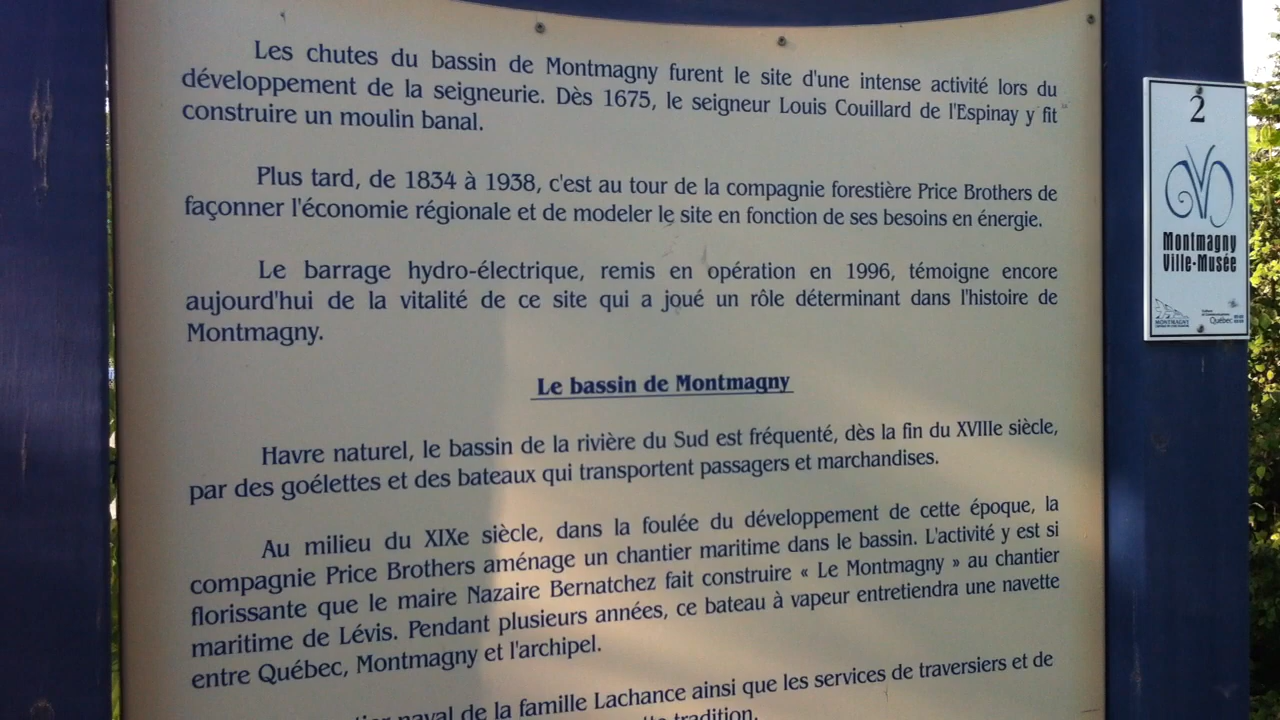 Les chutes du bassin de Montmagny furent le site d'une intense activité lors du
développement de la seigneurie. Dès 1675, le seigneur Louis Couillard de l'Espinay y fit
construire un moulin banal.
Plus tard, de 1834 à 1938, c'est au tour de la compagnie forestière Price Brothers de
façonner l'économie régionale et de modeler le site en fonction de ses besoins en énergie.
Le barrage hydro-électrique, remis en opération en 1996, témoigne encore
aujourd'hui de la vitalité de ce site qui a joué un rôle déterminant dans l'histoire de
Montmagny.
Le bassin de Montmagny
Havre naturel, le bassin de la rivière du Sud est fréquenté, dès la fin du XVIIIe siècle,
par des goélettes et des bateaux qui transportent passagers et marchandises.
Au milieu du XIXe siècle, dans la foulée du développement de cette époque, la
compagnie Price Brothers aménage un chantier maritime dans le bassin. L'activité y est si
florissante que le maire Nazaire Bernatchez fait construire « Le Montmagny » au chantier
maritime de Lévis. Pendant plusieurs années, ce bateau à vapeur entretiendra une navette
entre Québec, Montmagny et l'archipel.
naval de la famille Lachance ainsi que les services de traversiers et de
tradition.
2
Montmagny
Ville-Musée
MONTMAGNY
Québec